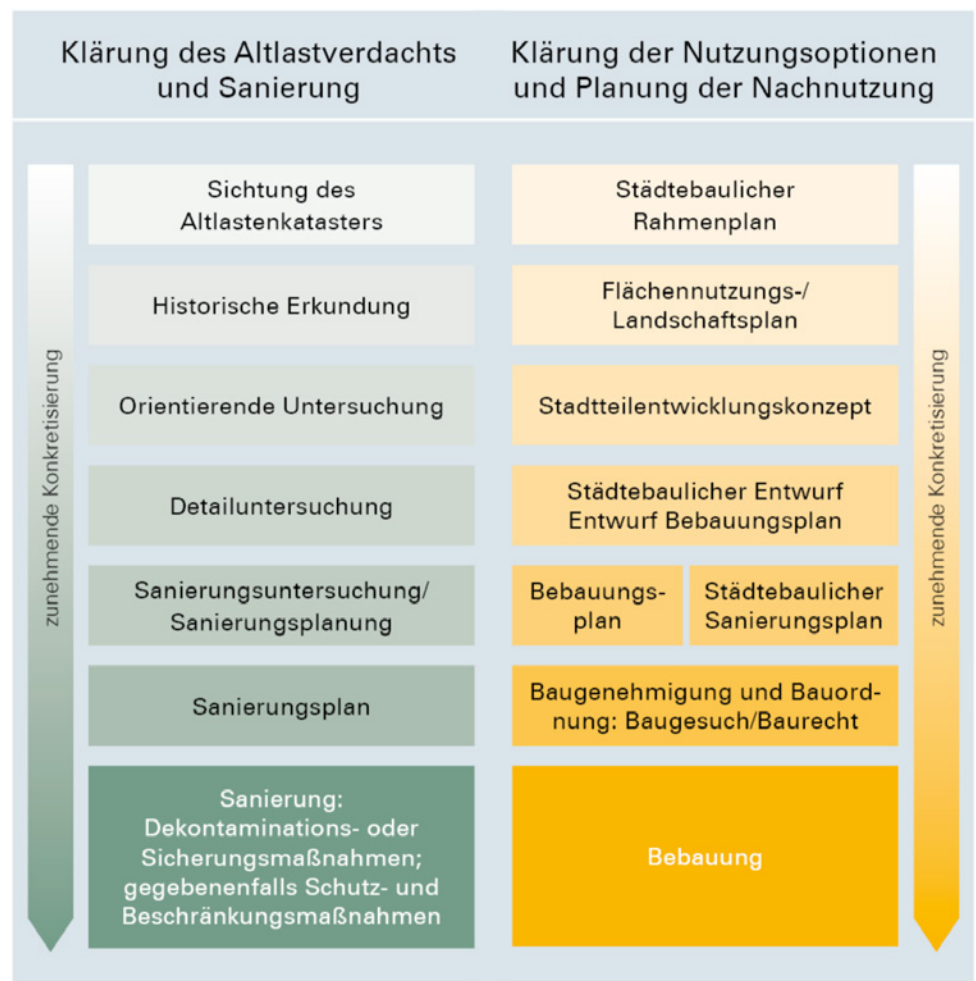 Klärung des Altlastverdachts
und Sanierung
Klärung der Nutzungsoptionen
und Planung der Nachnutzung
zunehmende Konkretisierung
Sichtung des
Altlastenkatasters
Historische Erkundung
Orientierende Untersuchung
Detailuntersuchung
Sanierungsuntersuchung/
Sanierungsplanung
Sanierungsplan
Sanierung:
Dekontaminations- oder
Sicherungsmaßnahmen;
gegebenenfalls Schutz- und
Beschränkungsmaßnahmen
Städtebaulicher
Rahmenplan
Flächennutzungs-/
Landschaftsplan
Stadtteilentwicklungskonzept
Städtebaulicher Entwurf
Entwurf Bebauungsplan
Bebauungs-
plan
Städtebaulicher
Sanierungsplan
Baugenehmigung und Bauord-
nung: Baugesuch/Baurecht
Bebauung
zunehmende Konkretisierung